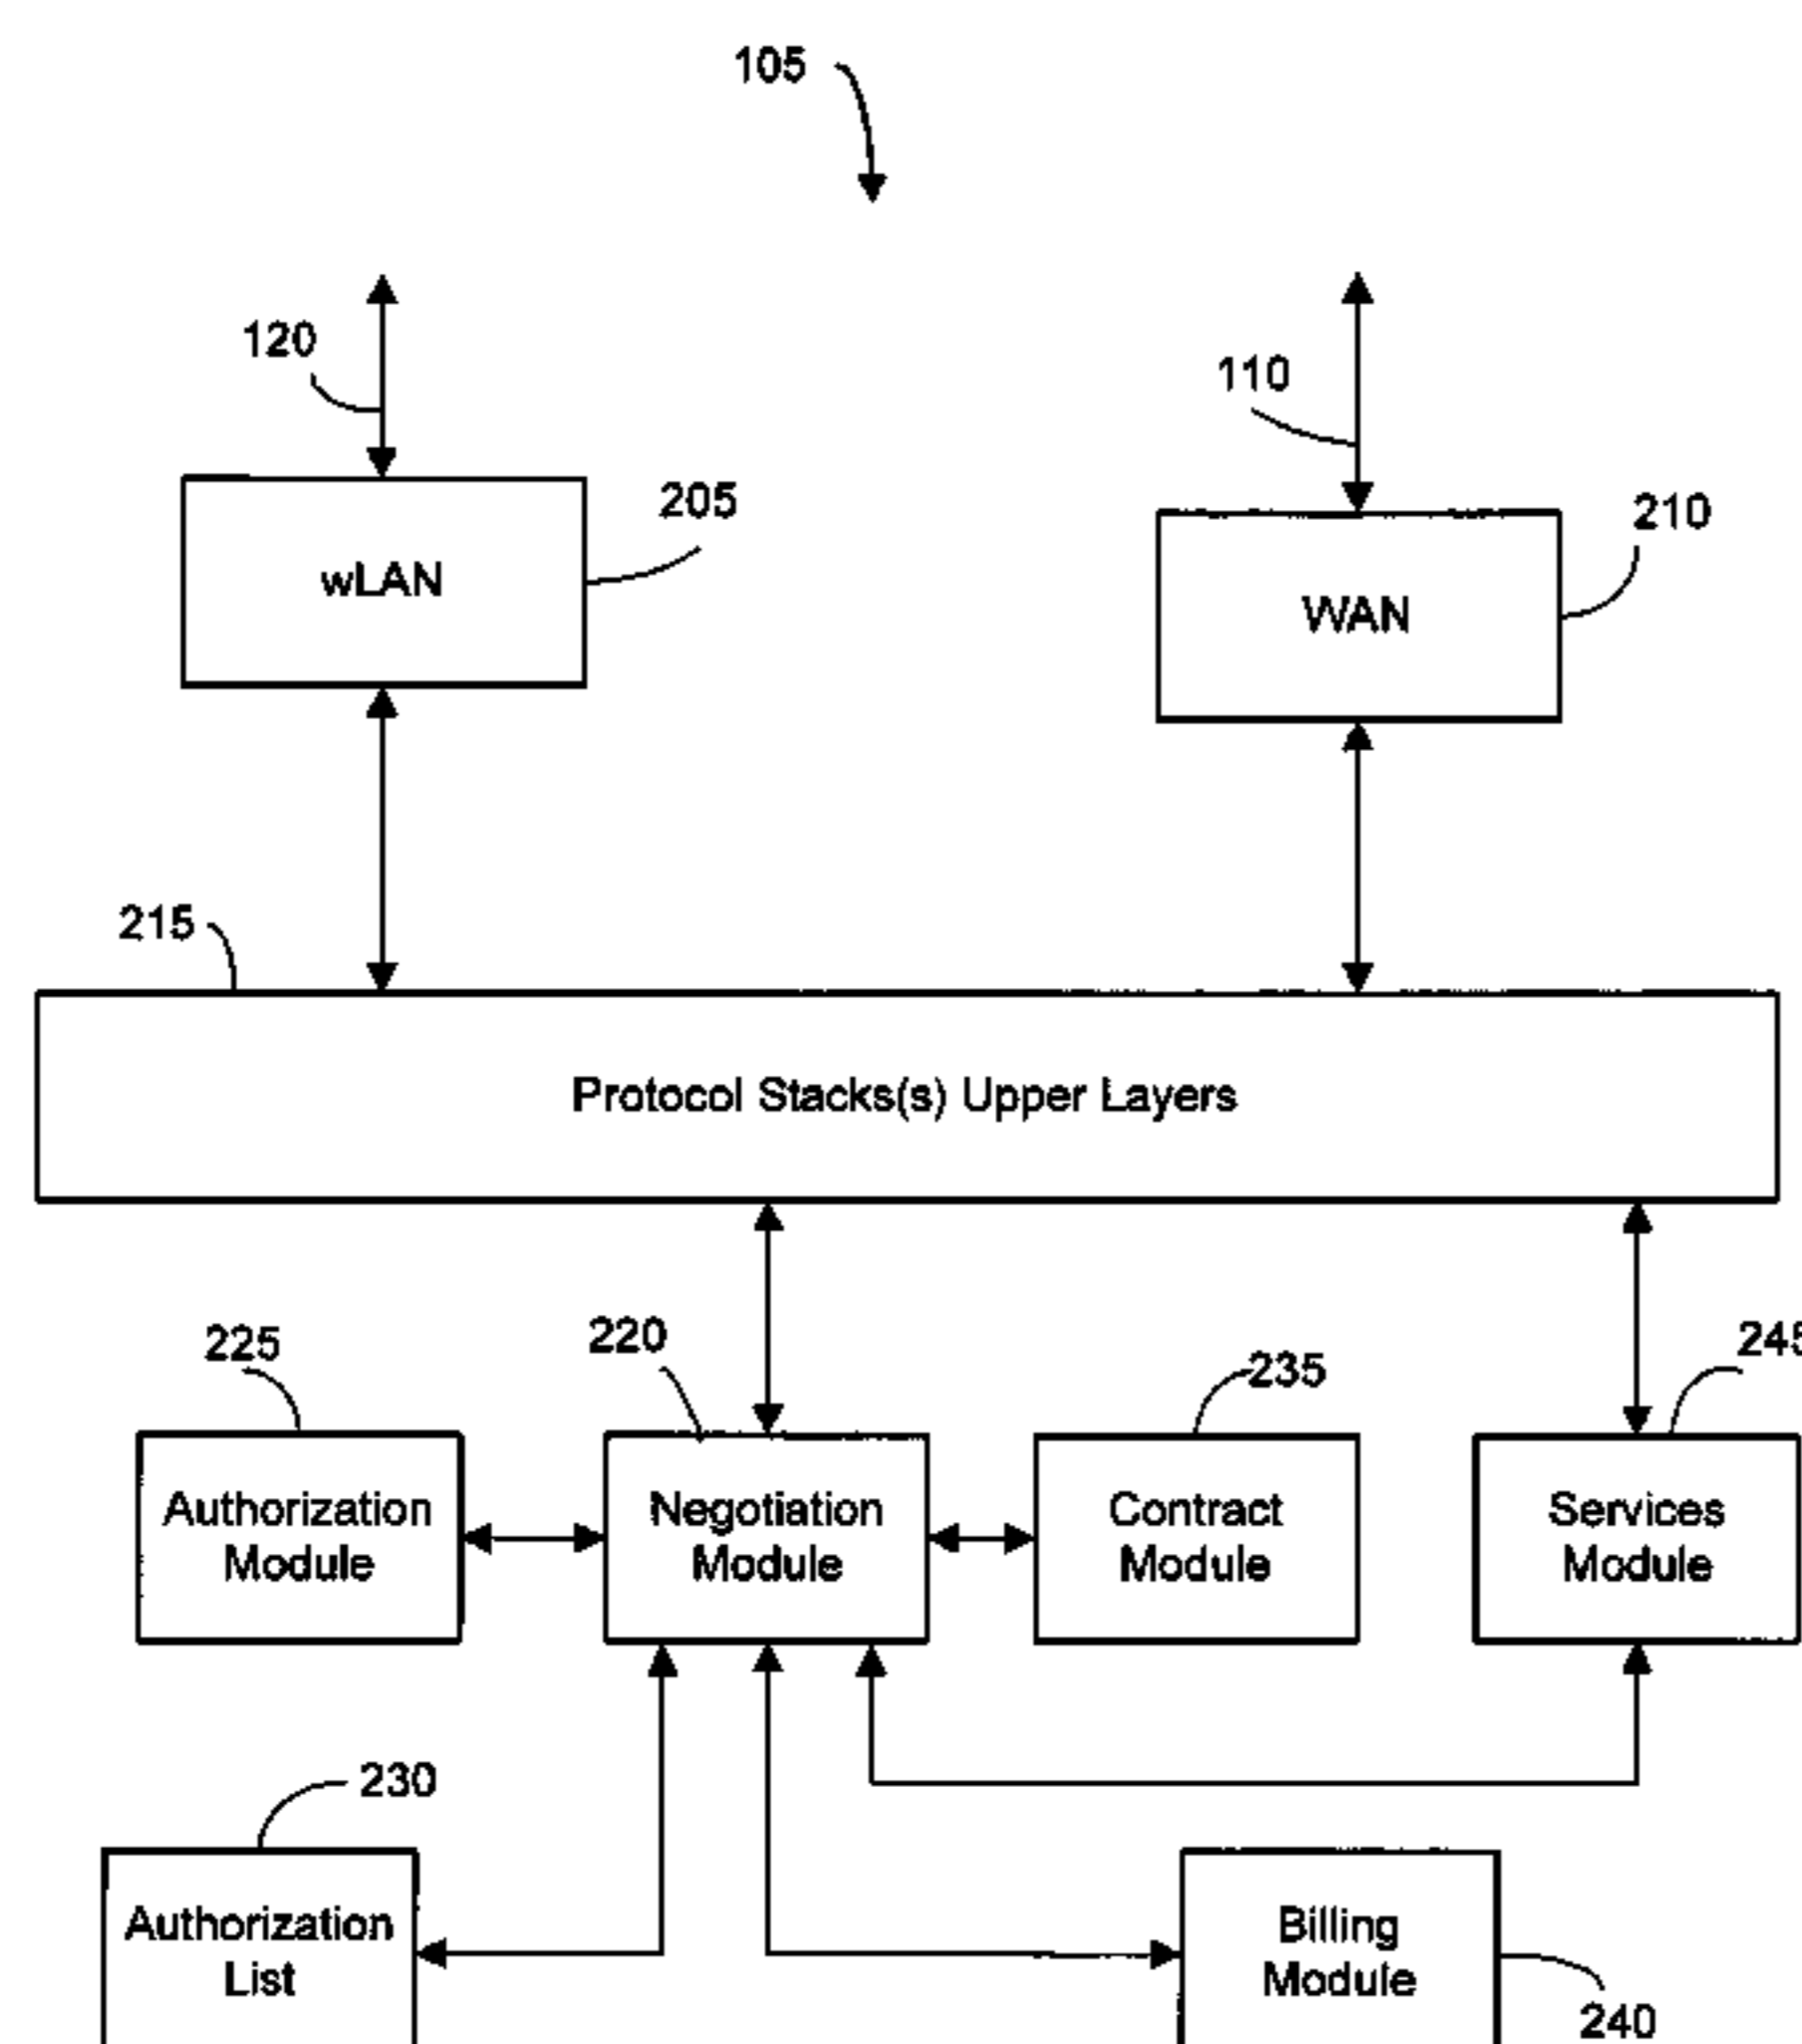 105
120
110
205
210
wLAN
WAN
215
Protocol Stacks(s) Upper Layers
225
220
235
245
Authorization
Module
Negotiation
Module
Contract
Module
Services
Module
230
Authorization
List
Billing
Module
240